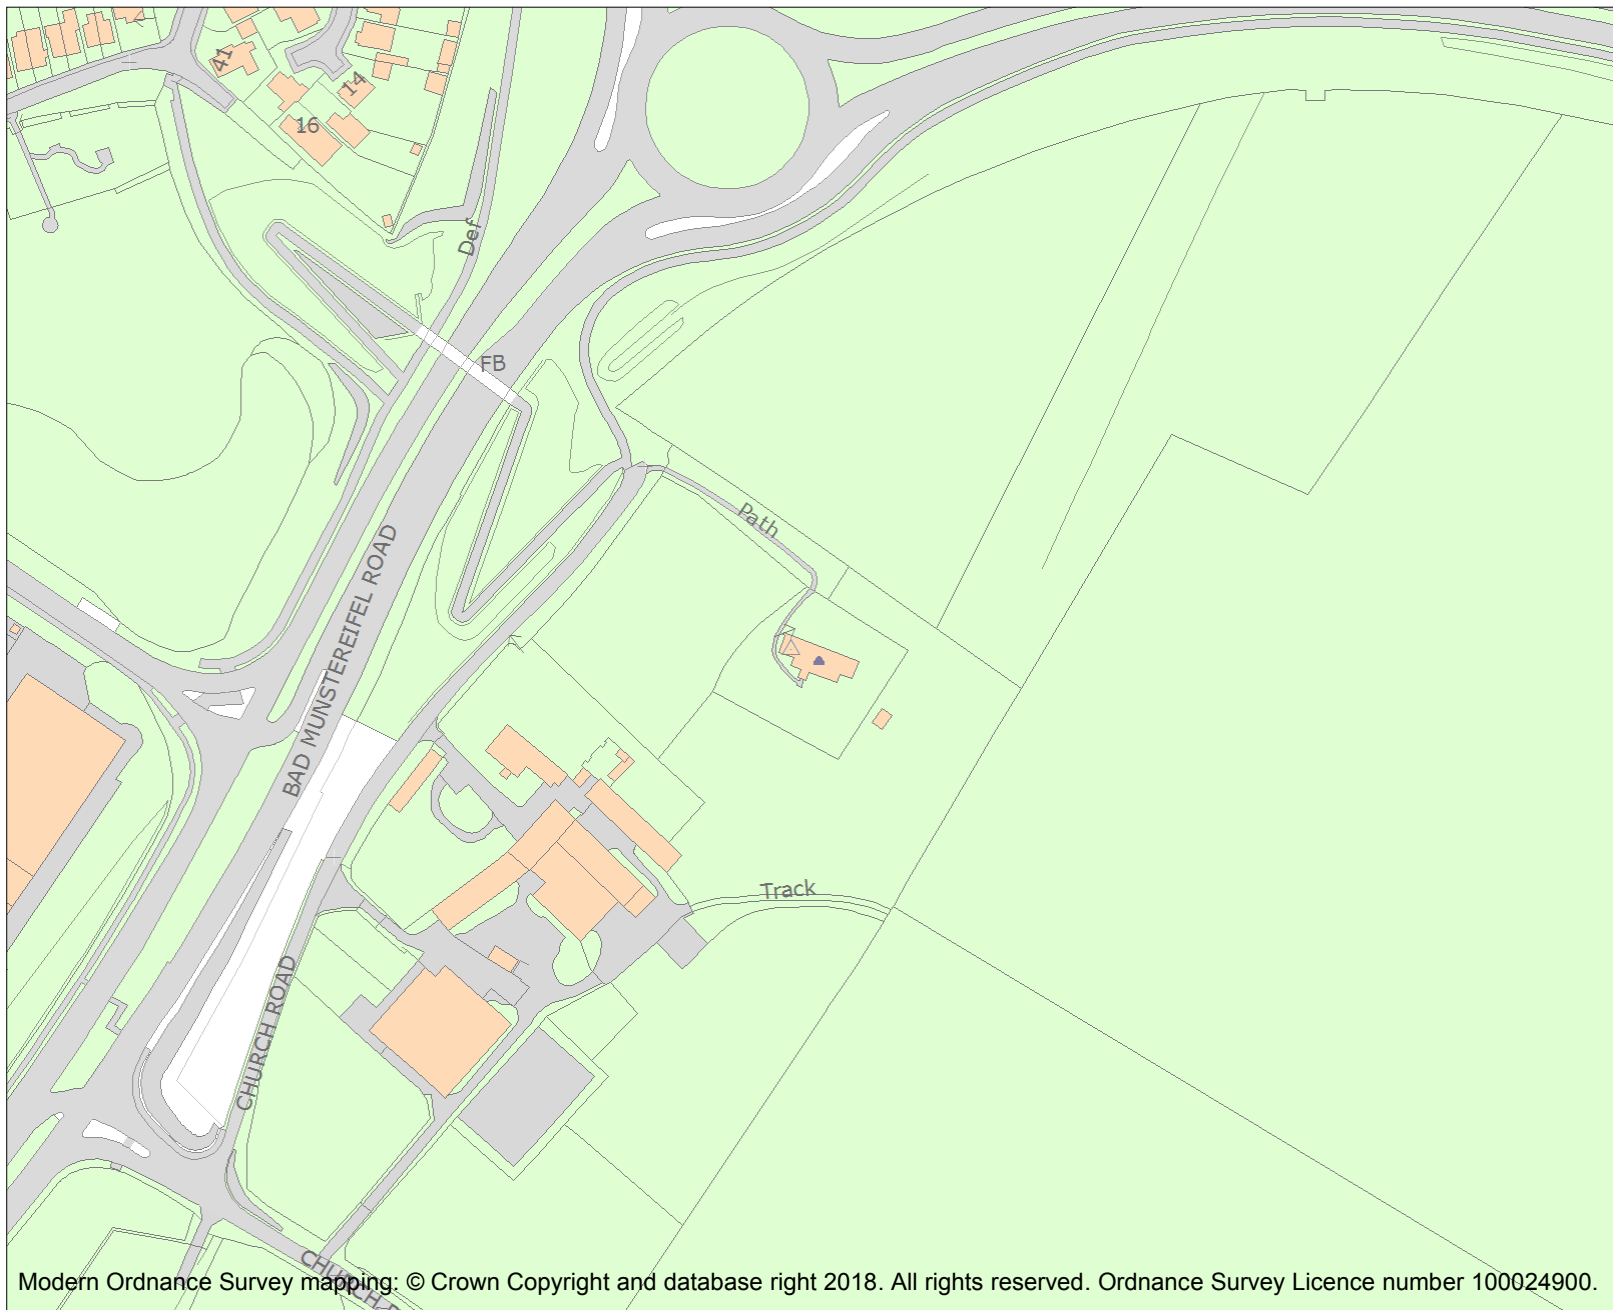 41
14
16
Def
FB
Path
BAD MUNSTEREIFEL ROAD
Track
CHURCH ROAD
CHURCH
Modern Ordnance Survey mapping: © Crown Copyright and database right 2018. All rights reserved. Ordnance Survey Licence number 100024900.